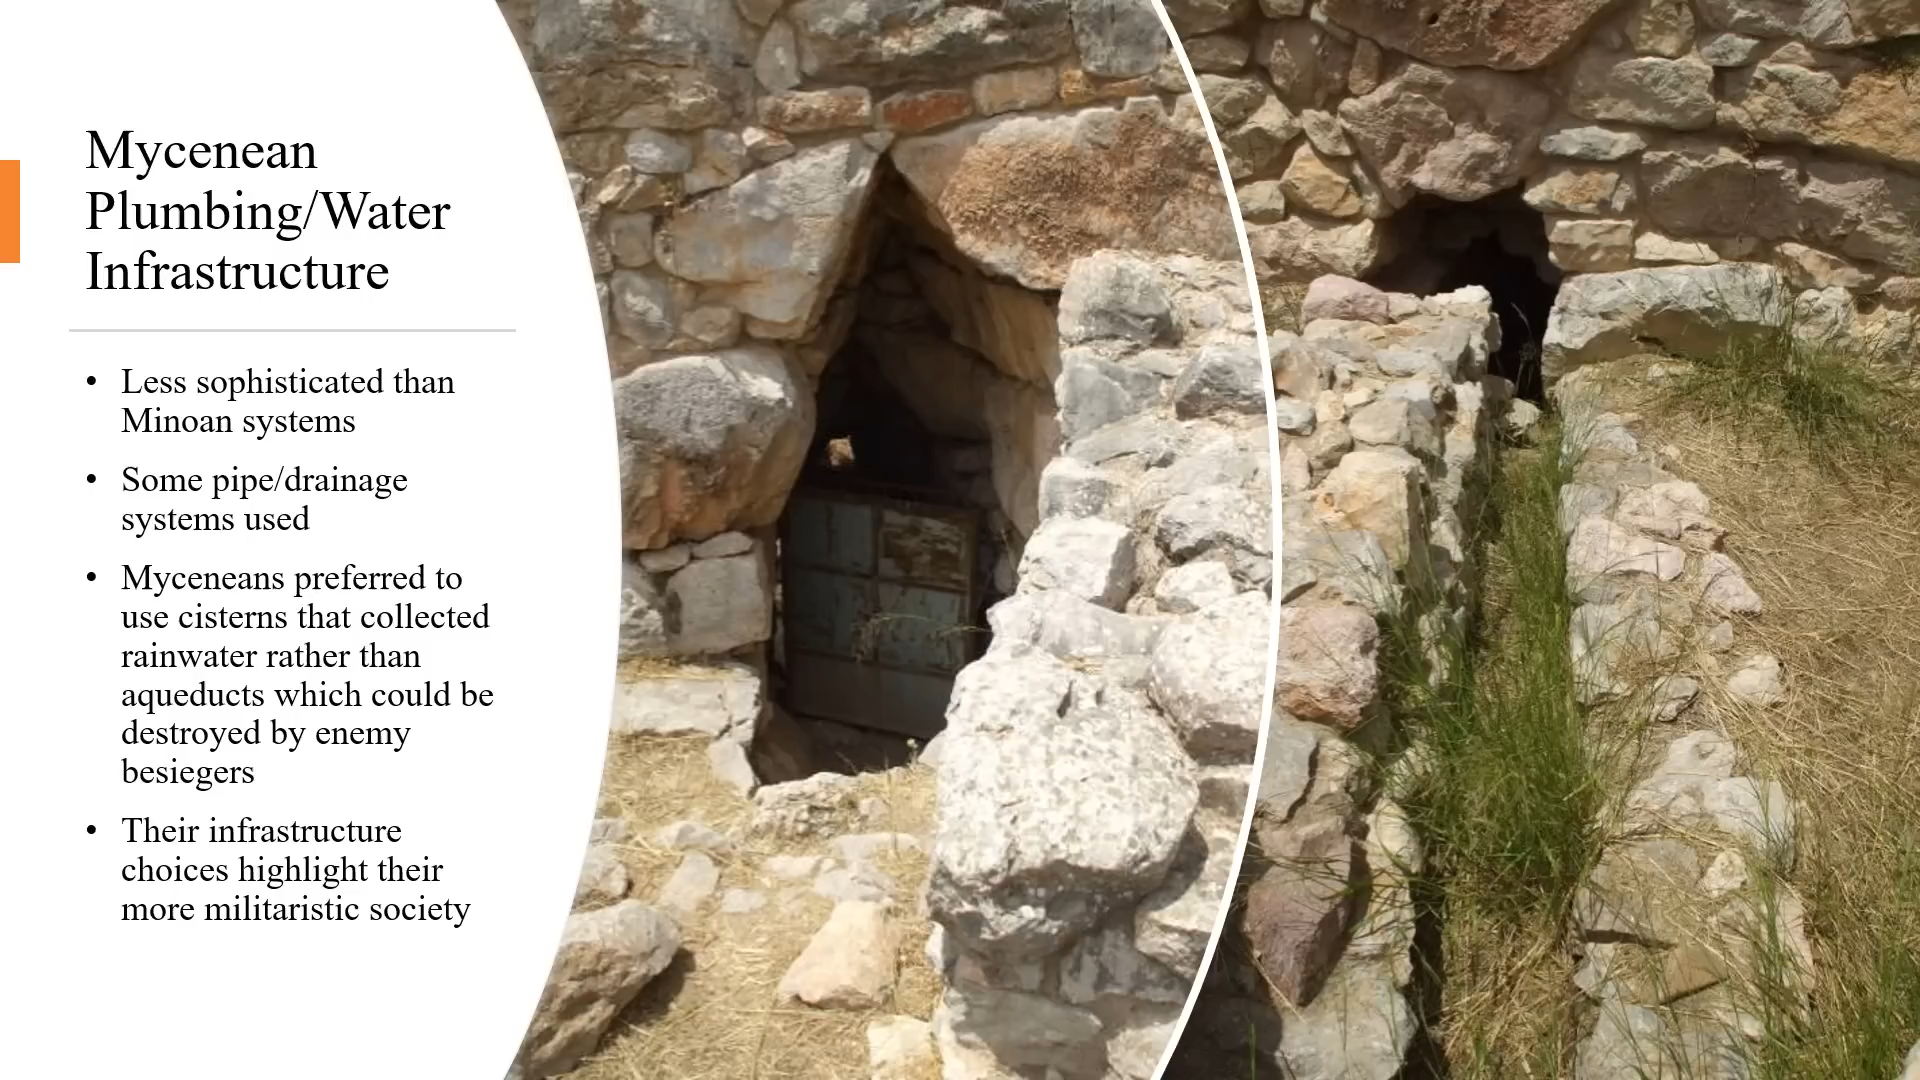 Mycenean
Plumbing/Water
Infrastructure
• Less sophisticated than
Minoan systems
• Some pipe/drainage
systems used
• Myceneans preferred to
use cisterns that collected
rainwater rather than
aqueducts which could be
destroyed by enemy
besiegers
• Their infrastructure
choices highlight their
more militaristic society